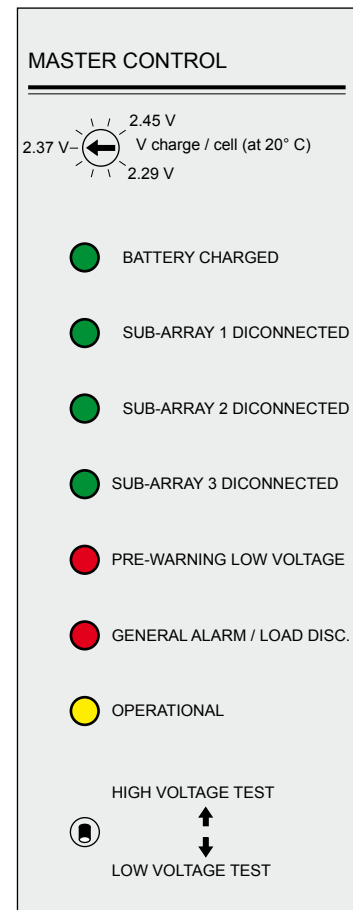 MASTER CONTROL
2.45 V
2.37 V
V charge / cell (at 20° C)
2.29 V
BATTERY CHARGED
SUB-ARRAY 1 DICONNECTED
SUB-ARRAY 2 DICONNECTED
SUB-ARRAY 3 DICONNECTED
PRE-WARNING LOW VOLTAGE
GENERAL ALARM / LOAD DISC.
OPERATIONAL
HIGH VOLTAGE TEST
LOW VOLTAGE TEST